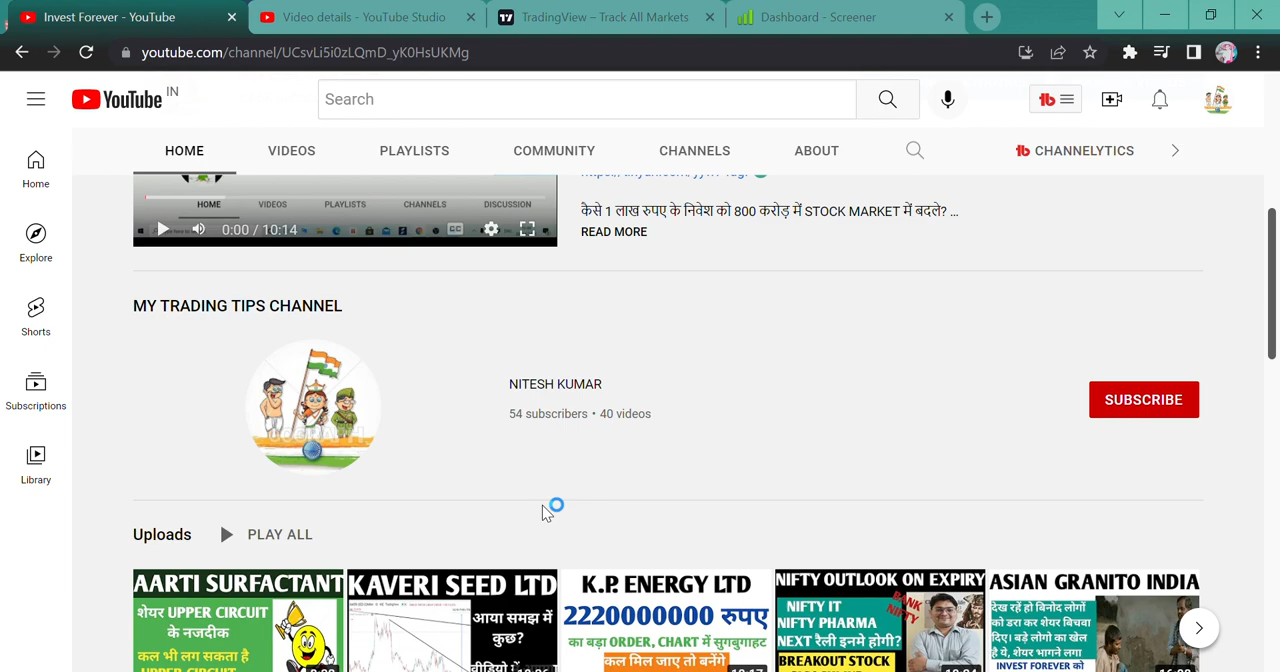 Invest Forever - YouTube
Video details - YouTube Studio
TradingView – Track All Markets
Dashboard - Screener
youtube.com/channel/UCsvLi5i0zLQmD_yK0HsUKMg
YouTube IN
Search
HOME
VIDEOS
PLAYLISTS
COMMUNITY
CHANNELS
ABOUT
CHANNELYTICS
Home
Explore
Shorts
Subscriptions
Library
HOME VIDEOS PLAYLISTS CHANNELS DISCUSSION
0:00 / 10:14
कैसे 1 लाख रुपए के निवेश को 800 करोड़ में STOCK MARKET में बदले? ...
READ MORE
MY TRADING TIPS CHANNEL
NITESH KUMAR
54 subscribers • 40 videos
SUBSCRIBE
Uploads
PLAY ALL
AARTI SURFACTANT
शेयर UPPER CIRCUIT
के नजदीक
कल भी लग सकता है
UPPER CIRCUIT
KAVERI SEED LTD
आया समझ में
कुछ?
K.P. ENERGY LTD
2220000000 रुपए
का बड़ा ORDER, CHART में सुगबुगाहट
कल मिल जाए तो बनेंगे
NIFTY OUTLOOK ON EXPIRY
BANK
NIFTY
NIFTY IT
NIFTY PHARMA
NEXT रैली इनमे होगी?
BREAKOUT STOCK
ASIAN GRANITO INDIA
देख रहें हो बिनोद लोगों
को डरा कर शेयर बिचवा
दिए। बड़े लोगों का खेल
है ये, शेयर भागने लगा
INVEST FOREVER को